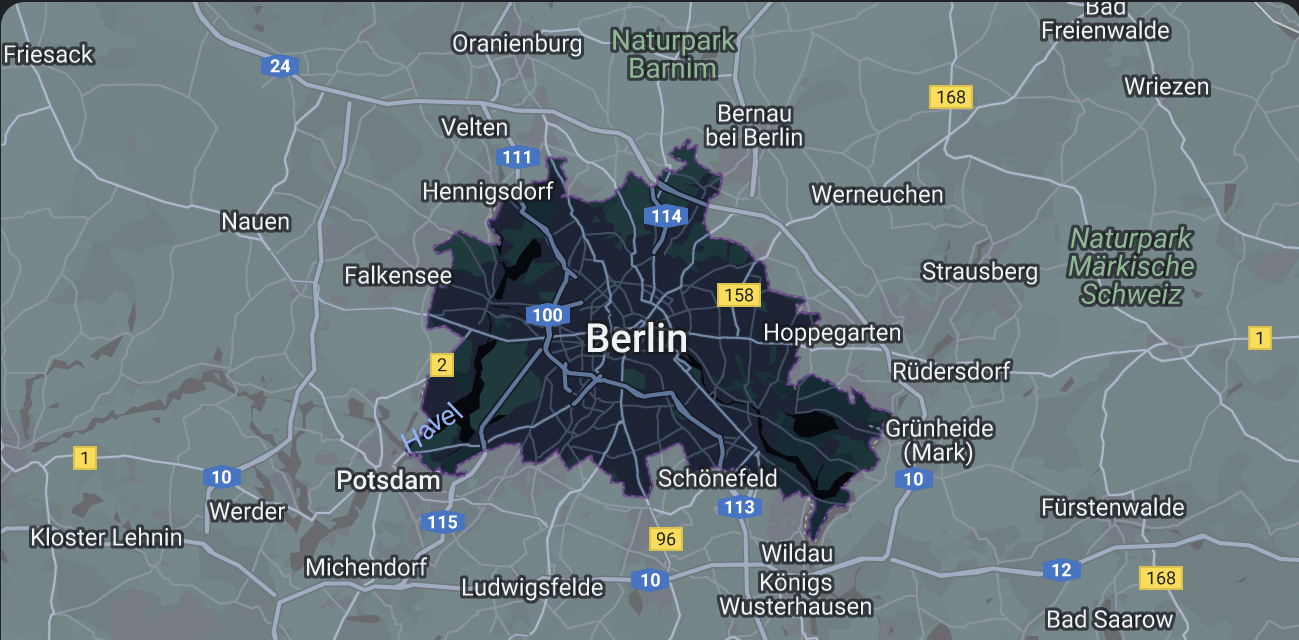 Bad
Freienwalde
Friesack
Oranienburg
Naturpark
Barnim
24
Wriezen
168
Bernau
bei Berlin
Velten
111
Hennigsdorf
Werneuchen
Nauen
114
Naturpark
Märkische
Schweiz
Falkensee
Strausberg
158
100
Berlin
Hoppegarten
1
2
Rüdersdorf
Havel
Grünheide
(Mark)
1
10
Potsdam
Schönefeld
10
Werder
113
Fürstenwalde
115
Kloster Lehnin
96
Wildau
Michendorf
12
168
Ludwigsfelde
10
Königs
Wusterhausen
Bad Saarow